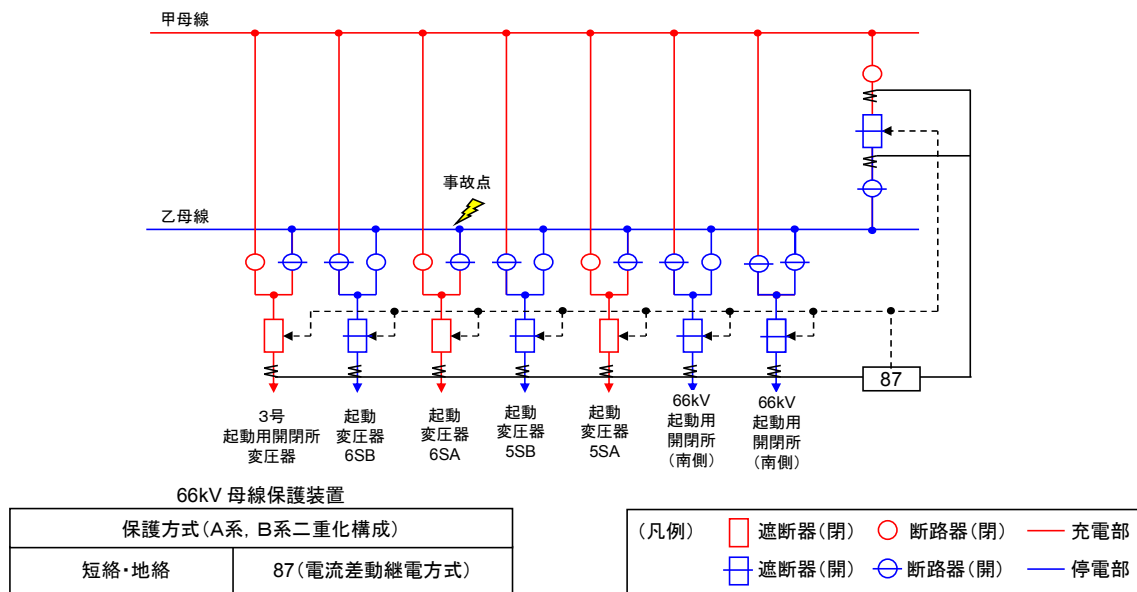 甲母線
事故点
乙母線
87
3号
起動用開閉所
変圧器
起動
変圧器
6SB
起動
変圧器
6SA
起動
変圧器
5SB
起動
変圧器
5SA
66kV
起動用
開閉所
(南側)
66kV
起動用
開閉所
(南側)
66kV 母線保護装置
保護方式(A系, B系二重化構成)
短絡・地絡
87(電流差動継電方式)
(凡例)
遮断器(閉)
断路器(閉)
充電部
遮断器(開)
断路器(開)
停電部